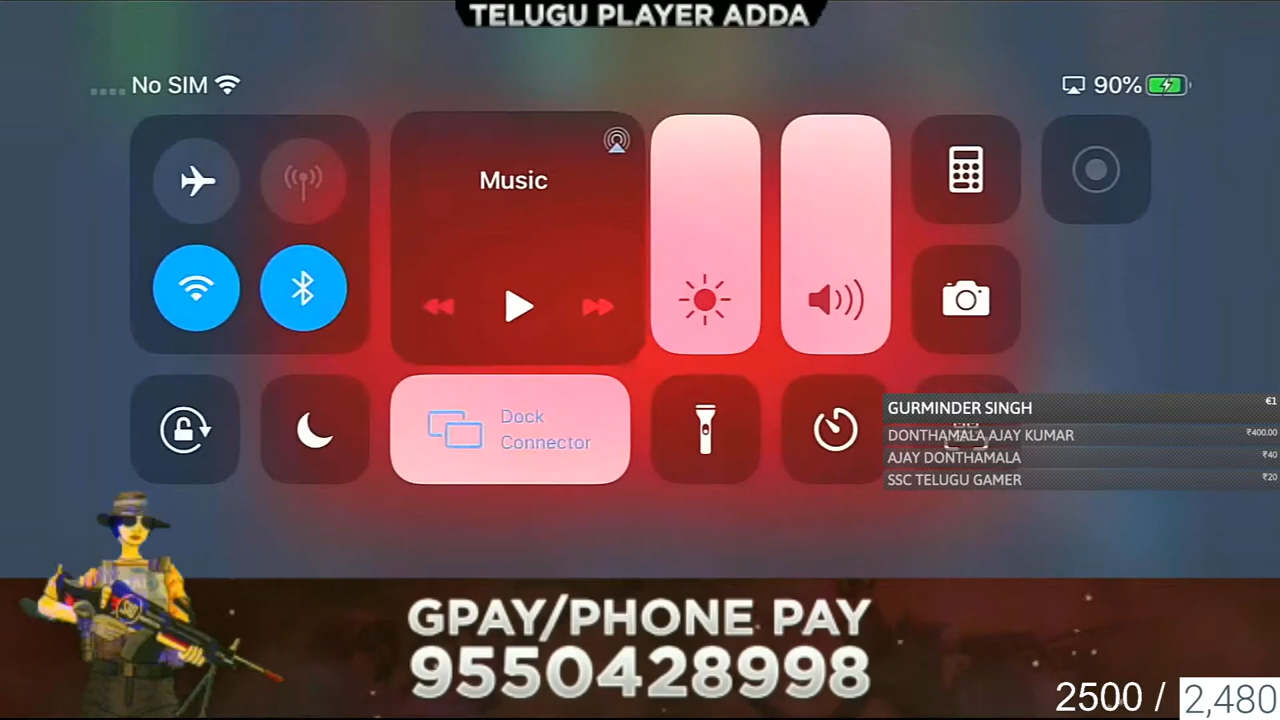 TELUGU PLAYER ADDA
No SIM
90%
Music
Dock
Connector
GURMINDER SINGH €1
DONTHAMALA AJAY KUMAR ₹400.00
AJAY DONTHAMALA ₹40
SSC TELUGU GAMER ₹20
GPAY/PHONE PAY
9550428998
2500 / 2,480